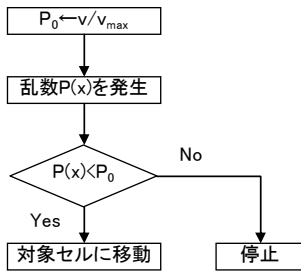 P₀←v/vₘₐₓ
乱数P(x)を発生
P(x)<P₀
No
Yes
対象セルに移動
停止